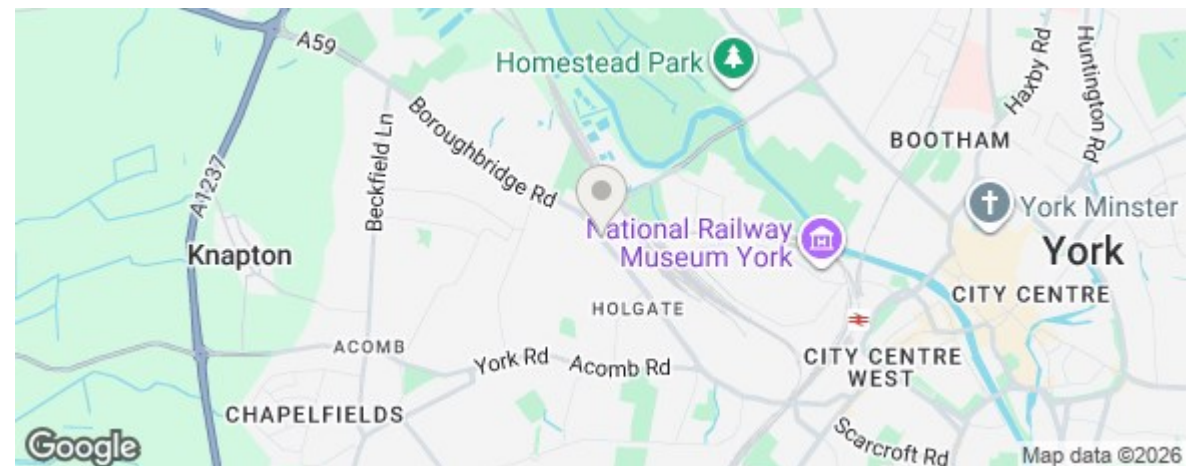 A59
Homestead Park
Haxby Rd
Huntington Rd
Boroughbridge Rd
Beckfield Ln
BOOTHAM
A1237
York Minster
National Railway
Museum York
Knapton
York
CITY CENTRE
HOLGATE
ACOMB
York Rd
Acomb Rd
CITY CENTRE
WEST
CHAPELFIELDS
Scarcroft Rd
Google
Map data ©2026